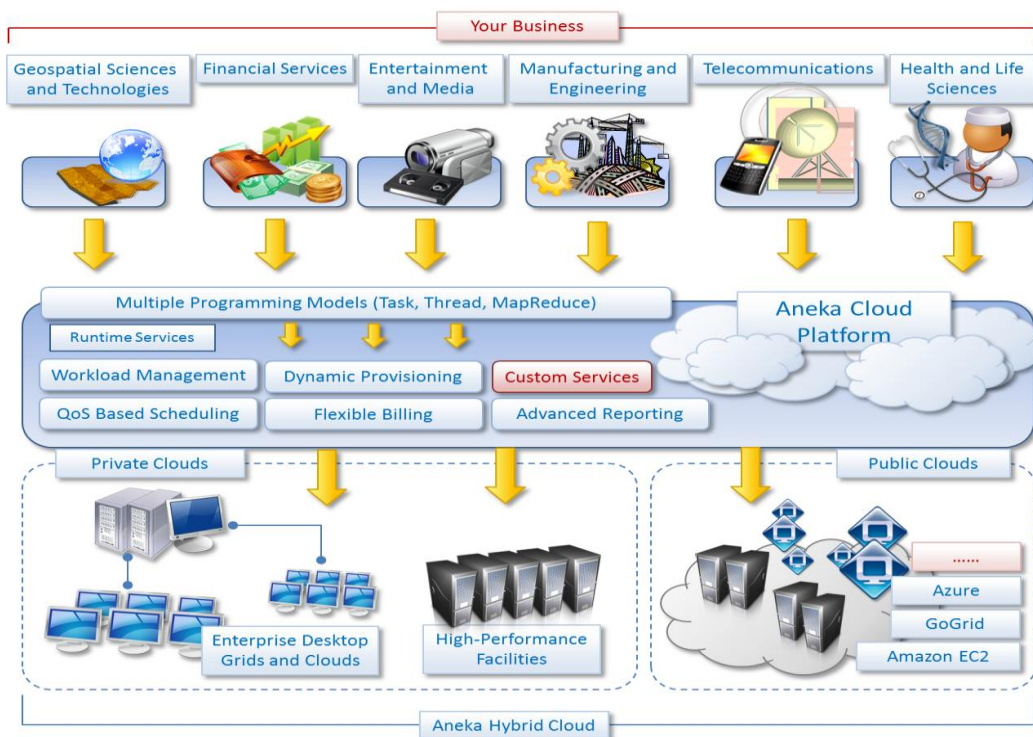 Your Business
Geospatial Sciences
and Technologies
Financial Services
Entertainment
and Media
Manufacturing and
Engineering
Telecommunications
Health and Life
Sciences
Multiple Programming Models (Task, Thread, MapReduce)
Aneka Cloud
Platform
Runtime Services
Workload Management
Dynamic Provisioning
Custom Services
QoS Based Scheduling
Flexible Billing
Advanced Reporting
Private Clouds
Public Clouds
......
Azure
GoGrid
Amazon EC2
Enterprise Desktop
Grids and Clouds
High-Performance
Facilities
Aneka Hybrid Cloud